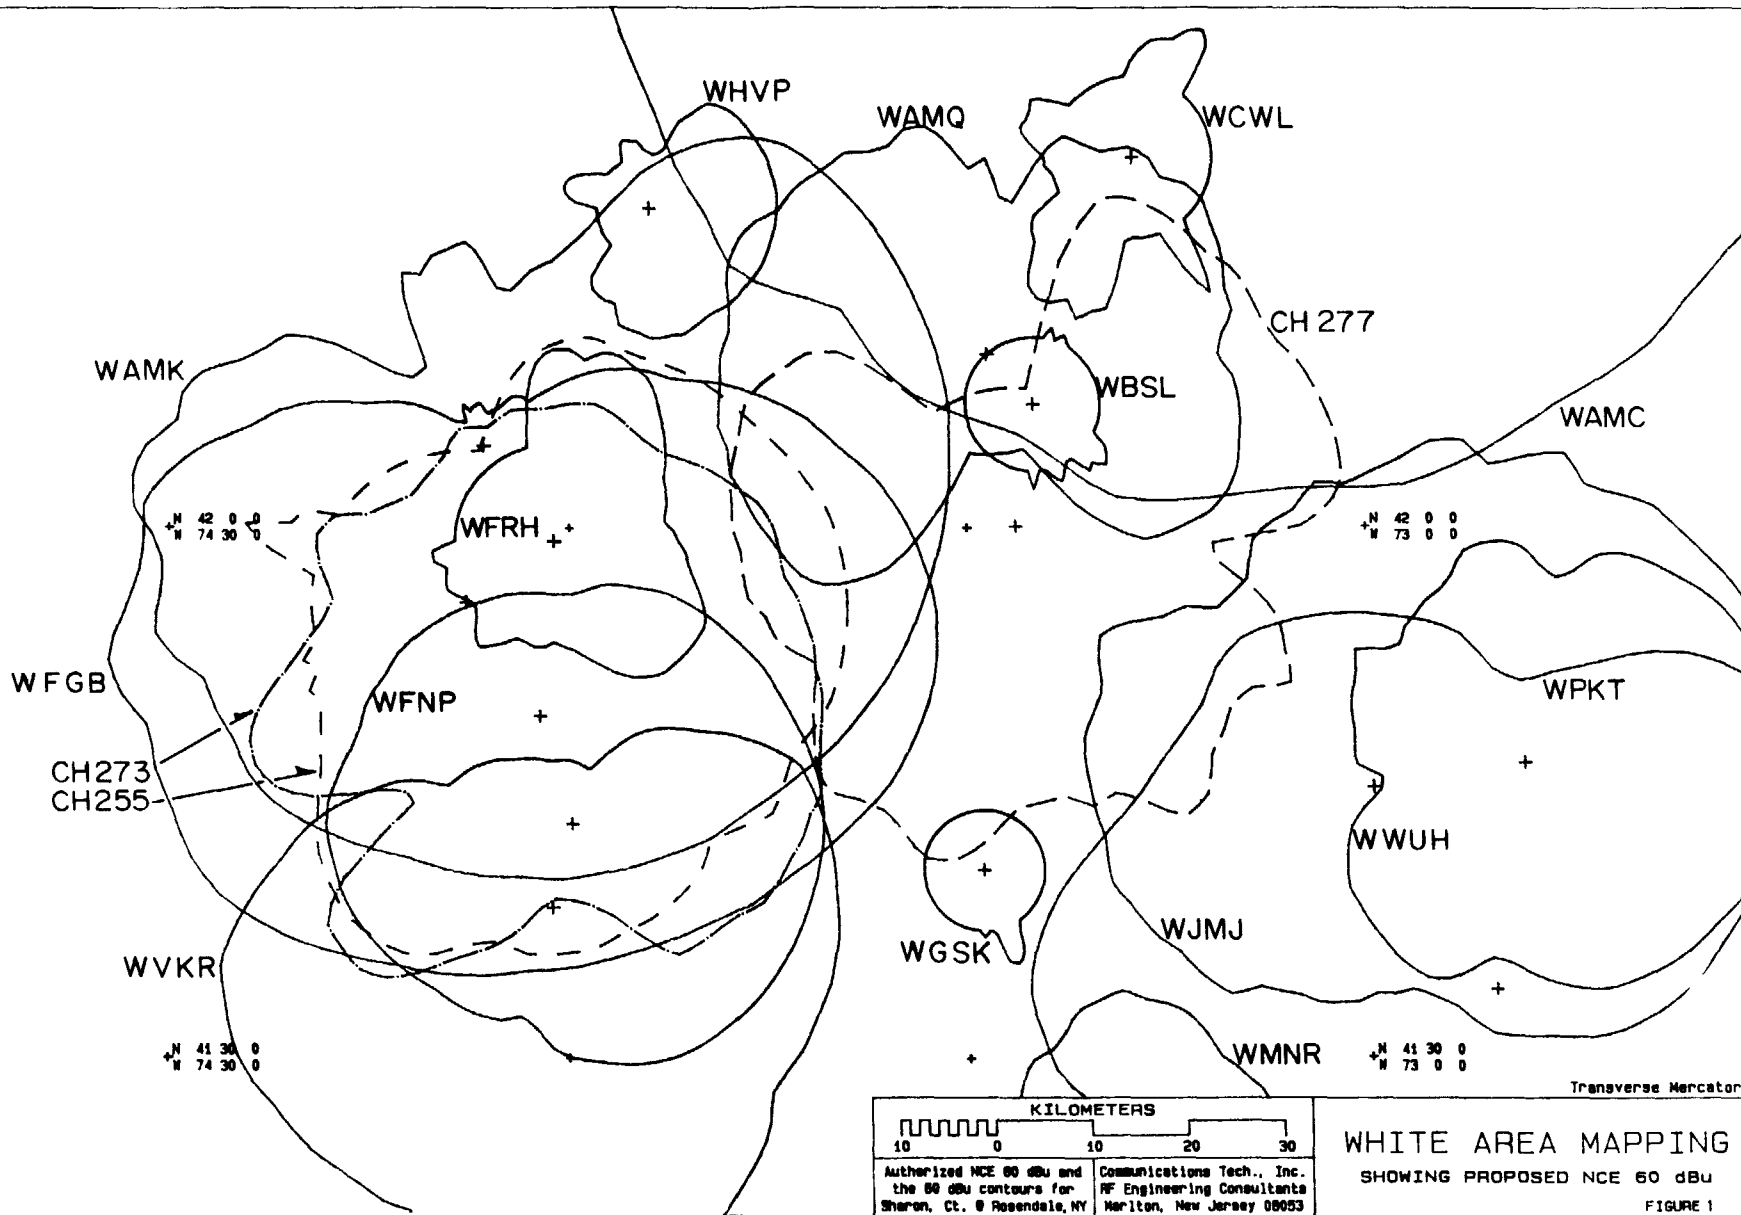 WHVP
WAMQ
WCWL
CH 277
WAMK
WBSL
WAMC
N 42 0 0
W 74 30 0
WFRH
N 42 0 0
W 73 0 0
WFGB
WFNP
WPKT
CH273
CH255
WWUH
WVKR
WGSK
WJMJ
N 41 30 0
W 74 30 0
WMNR
N 41 30 0
W 73 0 0
Transverse Mercator
KILOMETERS
10 0 10 20 30
Authorized NCE 60 dBu and
the 60 dBu contours for
Sharon, Ct. @ Rosendale, NY
Communications Tech., Inc.
RF Engineering Consultants
Marlton, New Jersey 08053
WHITE AREA MAPPING
SHOWING PROPOSED NCE 60 dBu
FIGURE 1